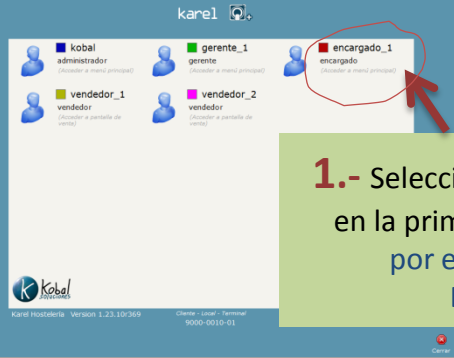 karel
kobal
administrador
(Acceder a menú principal)
gerente_1
gerente
(Acceder a menú principal)
encargado_1
encargado
(Acceder a menú principal)
vendedor_1
vendedor
(Acceder a pantalla de
venta)
vendedor_2
vendedor
(Acceder a pantalla de
venta)
1.- Selecci
en la prim
por e
Kobal
SOLUCIONES
Karel Hostelería Version 1.23.10r369
Cliente - Local - Terminal
9000-0010-01
Cerrar